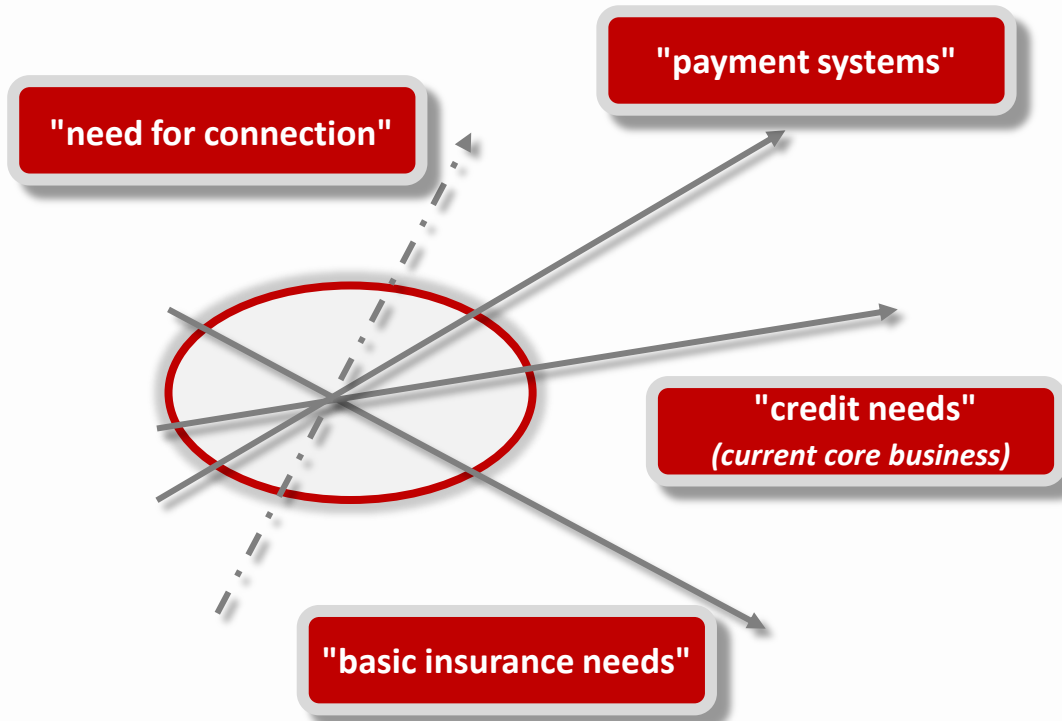 "payment systems"
"need for connection"
"credit needs"
(current core business)
"basic insurance needs"